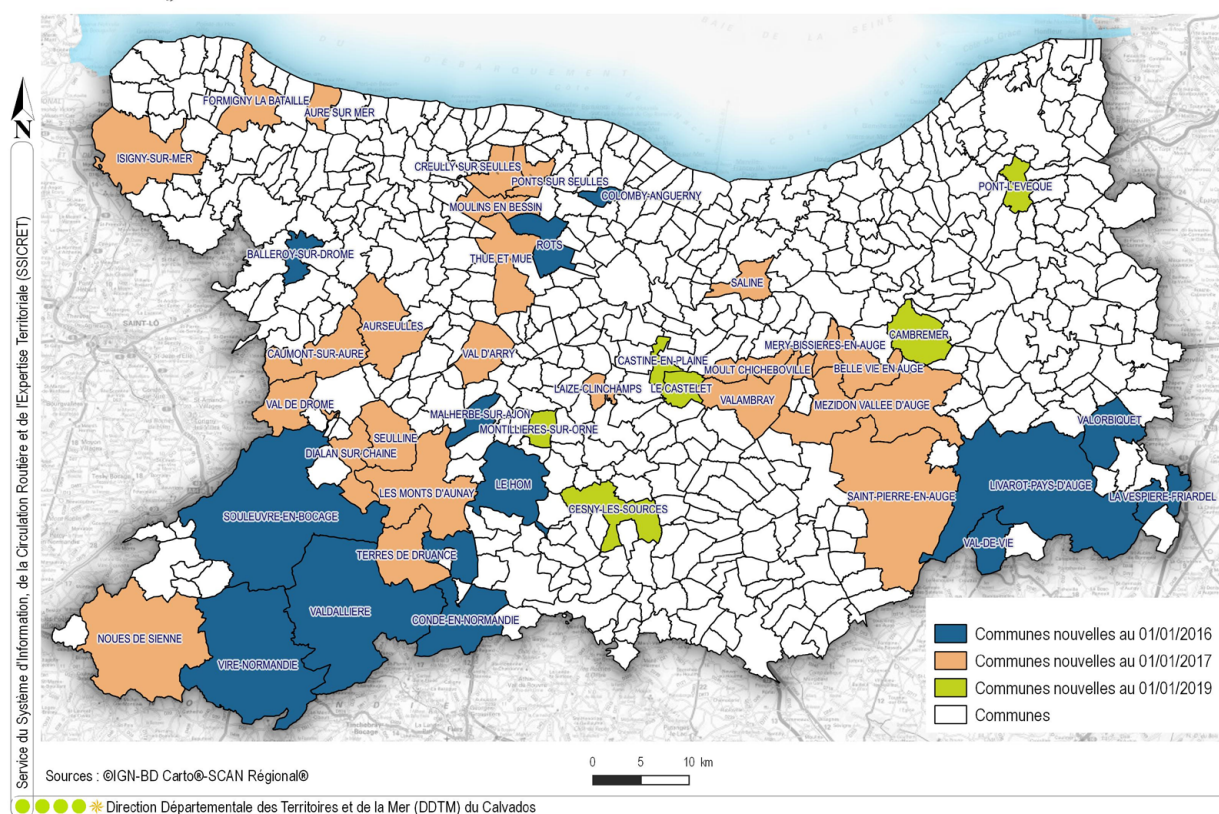 N
Service du Système d'Information, de la Circulation Routière et de l'Expertise Territoriale (SSICRET)
FORMIGNY LA BATAILLE
AURE SUR MER
ISIGNY-SUR-MER
CREULLY SUR SEULLES
PONTS SUR SEULLES
PONT-L'EVEQUE
COLOMBY-ANGUERNY
MOULINS EN BESSIN
ROTS
BALLEROY-SUR-DROME
THUE ET MUE
SALINE
SAINT-LÔ
AURSEULLES
CAMBREMER
MERY-BISSIERES-EN-AUGE
CAUMONT-SUR-AURE
VAL D'ARRY
CASTINE-EN-PLAINE
MOULT CHICHEBOVILLE
BELLE VIE EN AUGE
LAIZE-CLINCHAMPS
LE CASTELET
VAL DE DROME
VALAMBRAY
MEZIDON VALLEE D'AUGE
MALHERBE-SUR-AJON
VALORBIQUET
MONTILLIERES-SUR-ORNE
SEULLINE
DIALAN SUR CHAINE
LE HOM
LIVAROT-PAYS-D'AUGE
LES MONTS D'AUNAY
SAINT-PIERRE-EN-AUGE
LA VESPIERE-FRIARDEL
CESNY-LES-SOURCES
SOULEUVRE-EN-BOCAGE
VAL-DE-VIE
TERRES DE DRUANCE
VALDALLIERE
CONDE-EN-NORMANDIE
NOUES DE SIENNE
VIRE-NORMANDIE
Communes nouvelles au 01/01/2016
Communes nouvelles au 01/01/2017
Communes nouvelles au 01/01/2019
Communes
0 5 10 km
Sources : ©IGN-BD Carto®-SCAN Régional®
Direction Départementale des Territoires et de la Mer (DDTM) du Calvados